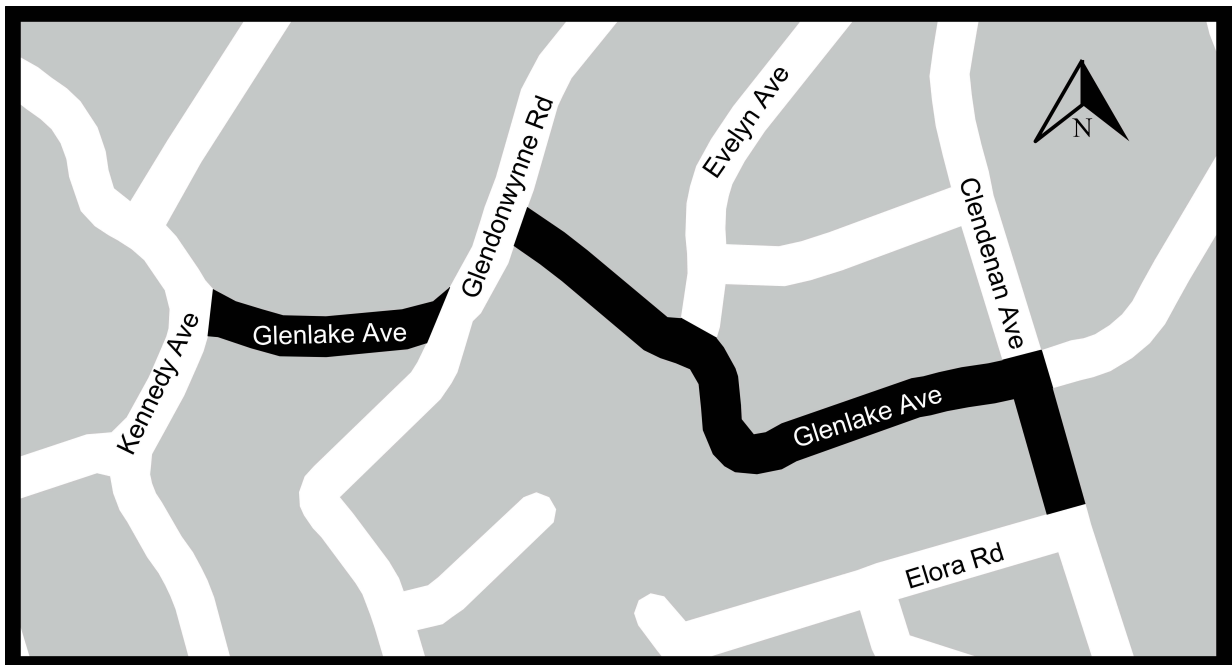 Glendonwynne Rd
Evelyn Ave
N
Clendenan Ave
Glenlake Ave
Kennedy Ave
Glenlake Ave
Elora Rd